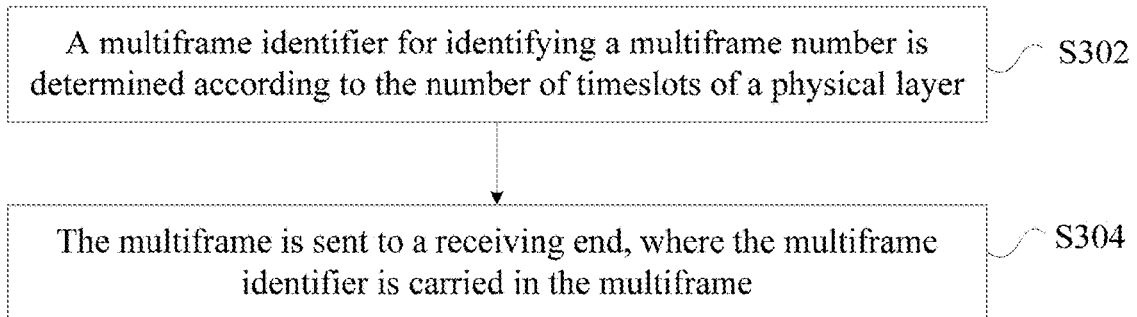 A multiframe identifier for identifying a multiframe number is
determined according to the number of timeslots of a physical layer
S302
The multiframe is sent to a receiving end, where the multiframe
identifier is carried in the multiframe
S304